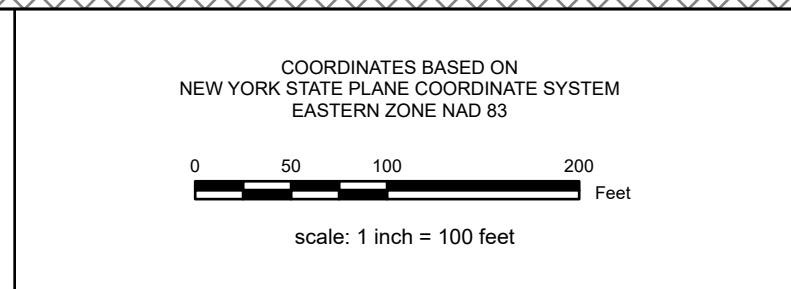 COORDINATES BASED ON
NEW YORK STATE PLANE COORDINATE SYSTEM
EASTERN ZONE NAD 83
0 50 100 200
Feet
scale: 1 inch = 100 feet